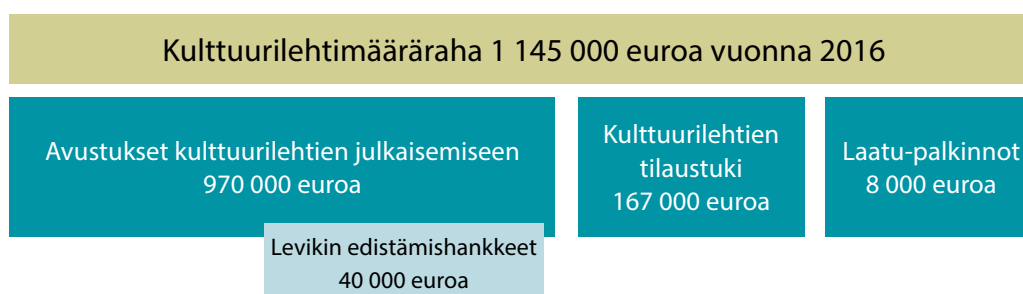 Kulttuurilehtimääräraha 1 145 000 euroa vuonna 2016
Avustukset kulttuurilehtien julkaisemiseen
970 000 euroa
Kulttuurilehtien
tilaustuki
167 000 euroa
Laatu-palkinnot
8 000 euroa
Levikin edistämishankkeet
40 000 euroa